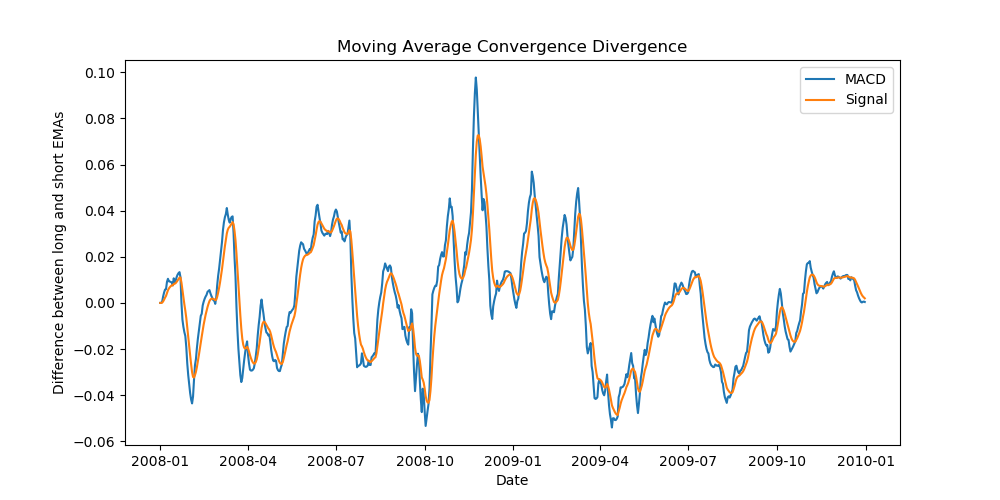 Moving Average Convergence Divergence
MACD
Signal
Difference between long and short EMAs
0.10
0.08
0.06
0.04
0.02
0.00
−0.02
−0.04
−0.06
2008-01 2008-04 2008-07 2008-10 2009-01 2009-04 2009-07 2009-10 2010-01
Date